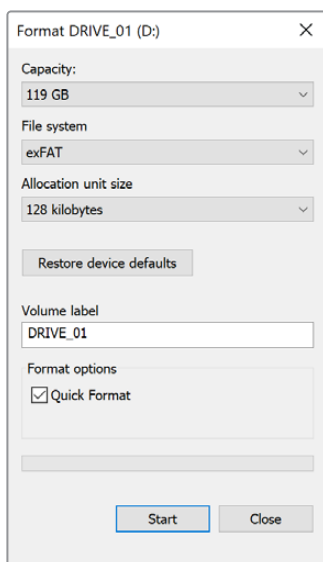 Format DRIVE_01 (D:)
Capacity:
119 GB
File system
exFAT
Allocation unit size
128 kilobytes
Restore device defaults
Volume label
DRIVE_01
Format options
Quick Format
Start Close